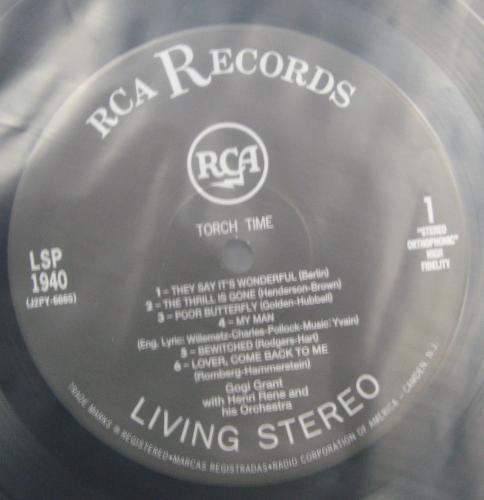 RCA RECORDS
RCA
TORCH TIME
LSP
1940
(J2PY-6665)
1
"STEREO
ORTHOPHONIC"
HIGH
FIDELITY
1 – THEY SAY IT'S WONDERFUL (Berlin)
2 – THE THRILL IS GONE (Henderson-Brown)
3 – POOR BUTTERFLY (Golden-Hubbell)
4 – MY MAN
(Eng. Lyric: Willemetz-Charles-Pollock-Music: Yvain)
5 – BEWITCHED (Rodgers-Hart)
6 – LOVER, COME BACK TO ME
(Romberg-Hammerstein)
Gogi Grant
with Henri Rene and
his Orchestra
LIVING STEREO
TRADE MARKS ® REGISTERED • MARCAS REGISTRADAS • RADIO CORPORATION OF AMERICA – CAMDEN, N.J.